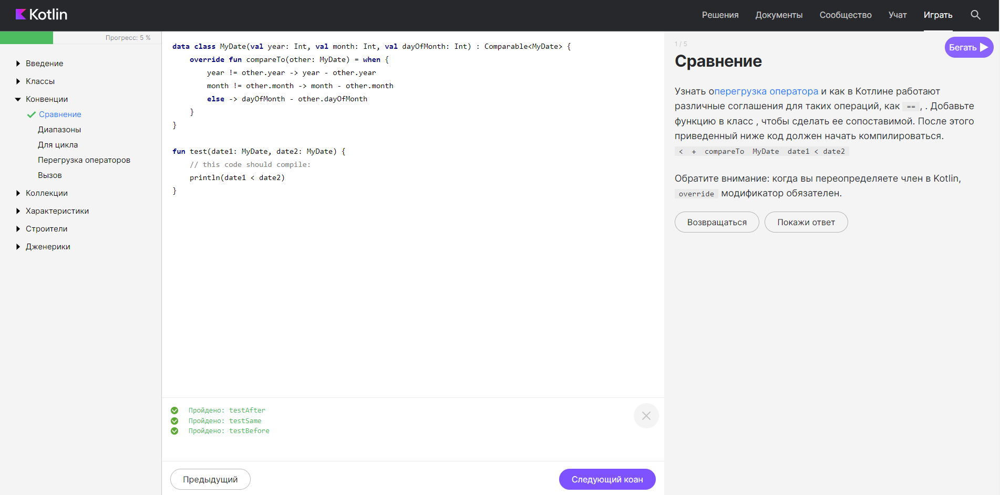 Kotlin
Решения Документы Сообщество Учат Играть
Прогресс: 5 %
Введение
Классы
Конвенции
Сравнение
Диапазоны
Для цикла
Перегрузка операторов
Вызов
Коллекции
Характеристики
Строители
Дженерики
data class MyDate(val year: Int, val month: Int, val dayOfMonth: Int) : Comparable<MyDate> {
    override fun compareTo(other: MyDate) = when {
        year != other.year -> year - other.year
        month != other.month -> month - other.month
        else -> dayOfMonth - other.dayOfMonth
    }
}
fun test(date1: MyDate, date2: MyDate) {
    // this code should compile:
    println(date1 < date2)
}
Пройдено: testAfter
Пройдено: testSame
Пройдено: testBefore
Предыдущий
Следующий коан
1 / 5
Бегать
Сравнение
Узнать оперегрузка оператора и как в Котлине работают
различные соглашения для таких операций, как == , . Добавьте
функцию в класс , чтобы сделать ее сопоставимой. После этого
приведенный ниже код должен начать компилироваться.
< + compareTo MyDate date1 < date2
Обратите внимание: когда вы переопределяете член в Kotlin,
override модификатор обязателен.
Возвращаться
Покажи ответ